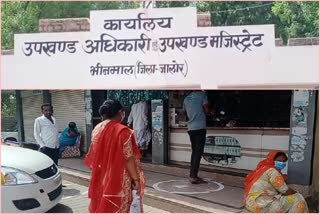 कार्यालय
उपखण्ड अधिकारी एवं उपखण्ड मजिस्ट्रेट
भीनमाल (जिला-जालोर)